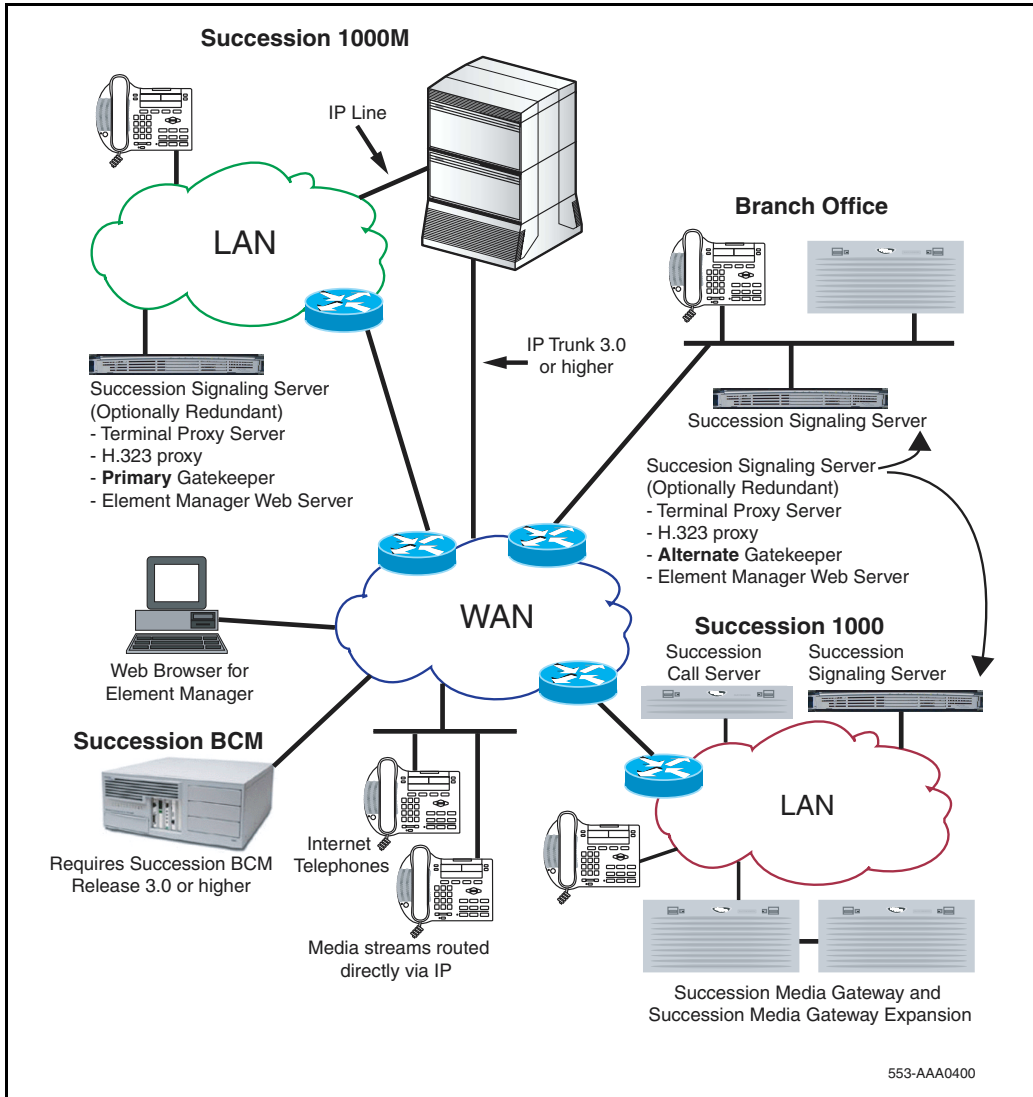 Succession 1000M
IP Line
LAN
Branch Office
IP Trunk 3.0
or higher
Succession Signaling Server
(Optionally Redundant)
- Terminal Proxy Server
- H.323 proxy
- Primary Gatekeeper
- Element Manager Web Server
Succession Signaling Server
Succesion Signaling Server
(Optionally Redundant)
- Terminal Proxy Server
- H.323 proxy
- Alternate Gatekeeper
- Element Manager Web Server
WAN
Web Browser for
Element Manager
Succession 1000
Succession
Call Server
Succession
Signaling Server
LAN
Succession BCM
Requires Succession BCM
Release 3.0 or higher
Internet
Telephones
Media streams routed
directly via IP
Succession Media Gateway and
Succession Media Gateway Expansion
553-AAA0400